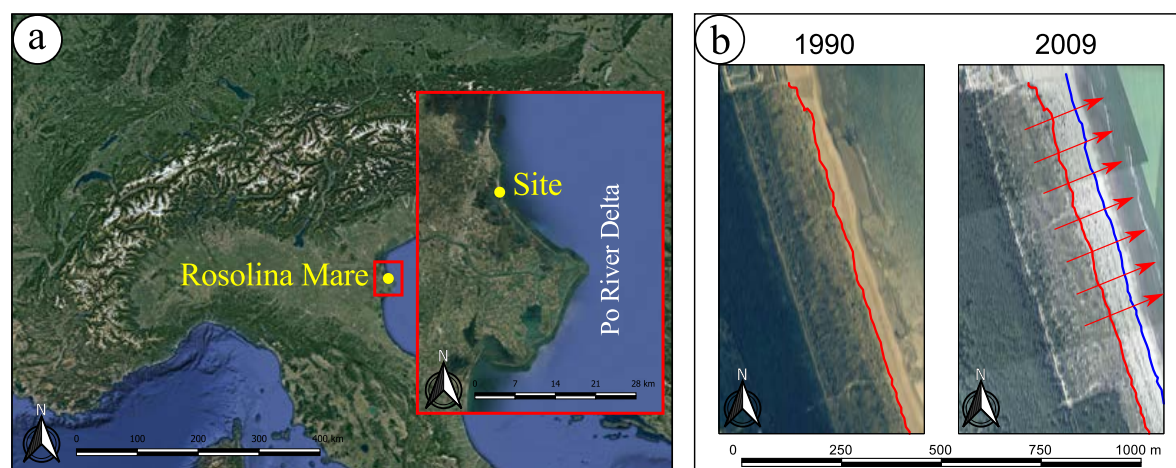 a
Rosolina Mare
N
0 100 200 300 400 km
Site
Po River Delta
N
0 7 14 21 28 km
b
1990
2009
N
N
0 250 500 750 1000 m